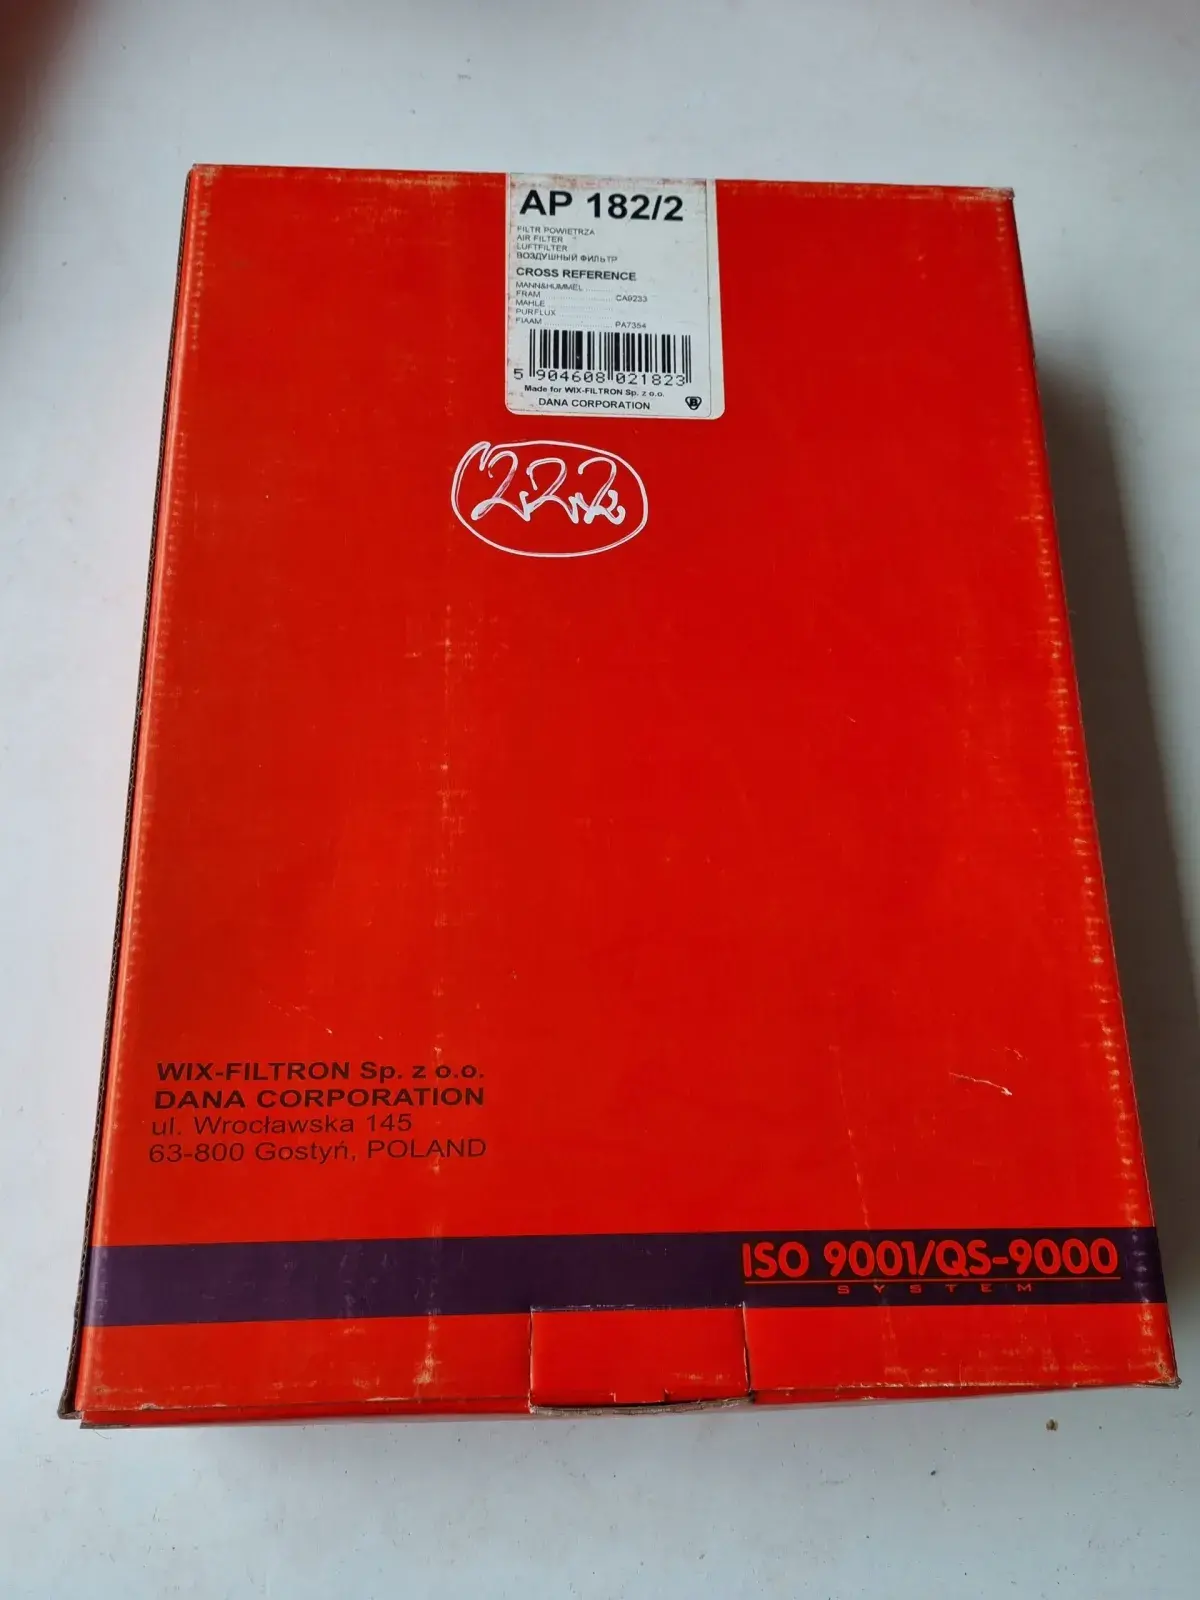 AP 182/2
FILTR POWIETRZA
AIR FILTER
LUFTFILTER
ВОЗДУШНЫЙ ФИЛЬТР
CROSS REFERENCE
MANN&HUMMEL ............
FRAM .................... CA9233
MAHLE ....................
PURFLUX ....................
FIAAM .................... PA7354
5 904608 021823
Made for WIX-FILTRON Sp. z o.o.
DANA CORPORATION
B
222
WIX-FILTRON Sp. z o.o.
DANA CORPORATION
ul. Wrocławska 145
63-800 Gostyń, POLAND
ISO 9001/QS-9000
SYSTEM